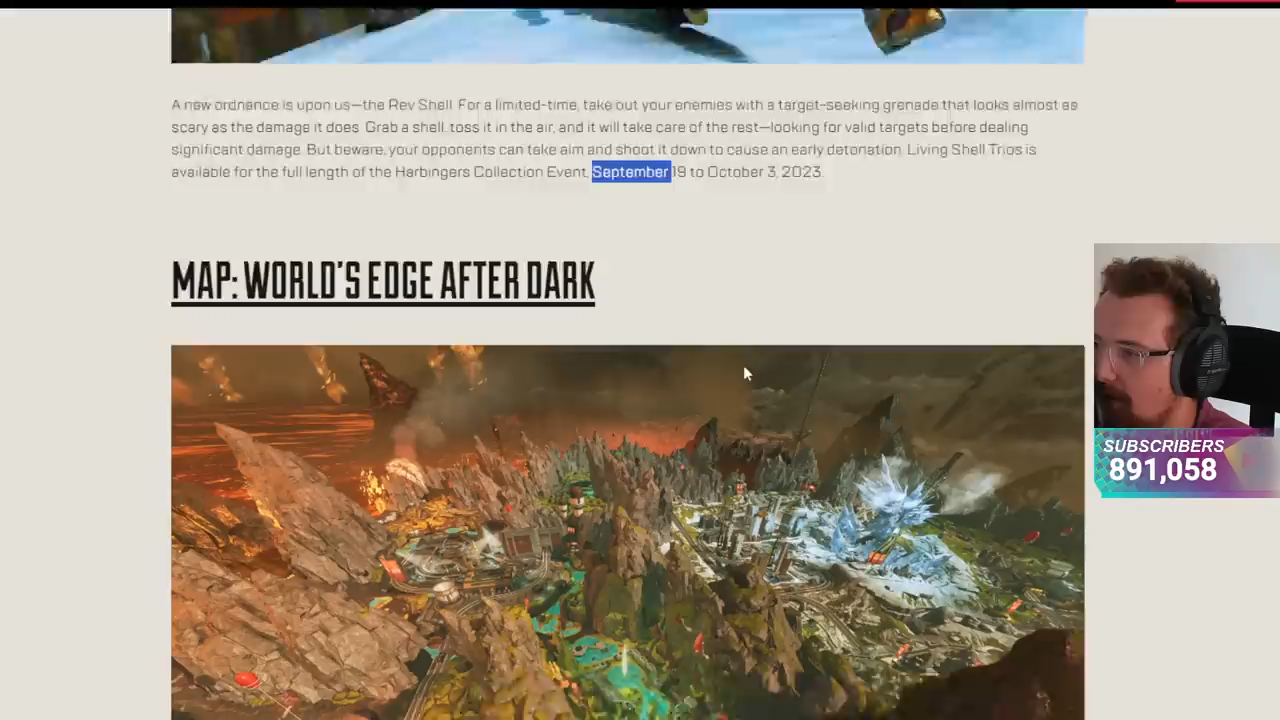 A new ordnance is upon us—the Rev Shell. For a limited-time, take out your enemies with a target-seeking grenade that looks almost as
scary as the damage it does. Grab a shell, toss it in the air, and it will take care of the rest—looking for valid targets before dealing
significant damage. But beware, your opponents can take aim and shoot it down to cause an early detonation. Living Shell Trios is
available for the full length of the Harbingers Collection Event, September 19 to October 3, 2023.
MAP: WORLD'S EDGE AFTER DARK
SUBSCRIBERS
891,058